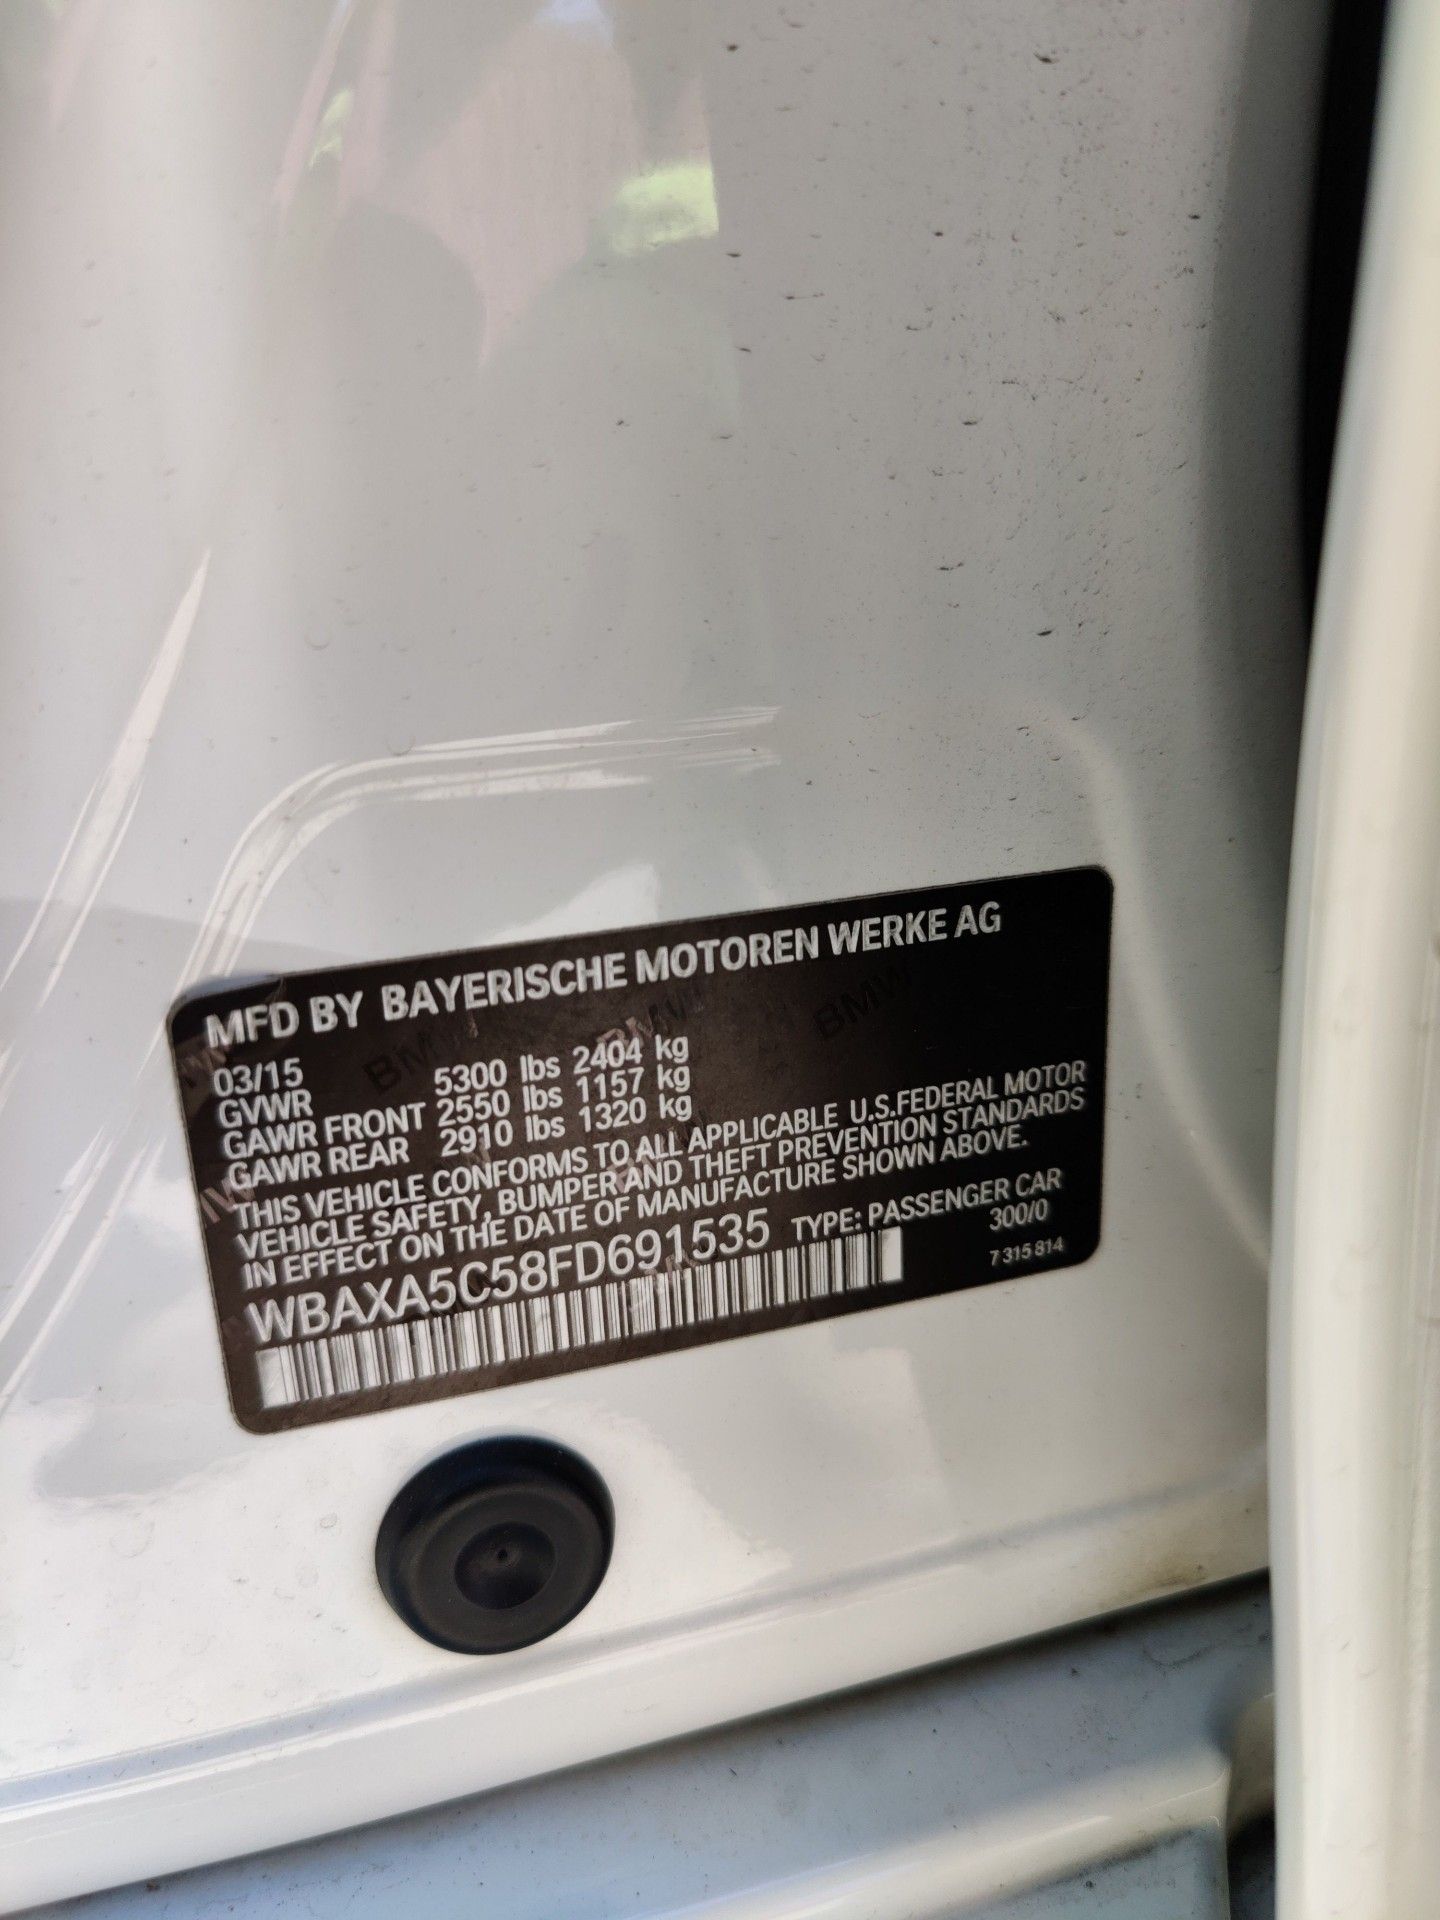 MFD BY BAYERISCHE MOTOREN WERKE AG
03/15
GVWR 5300 lbs 2404 kg
GAWR FRONT 2550 lbs 1157 kg
GAWR REAR 2910 lbs 1320 kg
THIS VEHICLE CONFORMS TO ALL APPLICABLE U.S.FEDERAL MOTOR
VEHICLE SAFETY, BUMPER AND THEFT PREVENTION STANDARDS
IN EFFECT ON THE DATE OF MANUFACTURE SHOWN ABOVE.
WBAXA5C58FD691535 TYPE: PASSENGER CAR
300/0
7 315 814